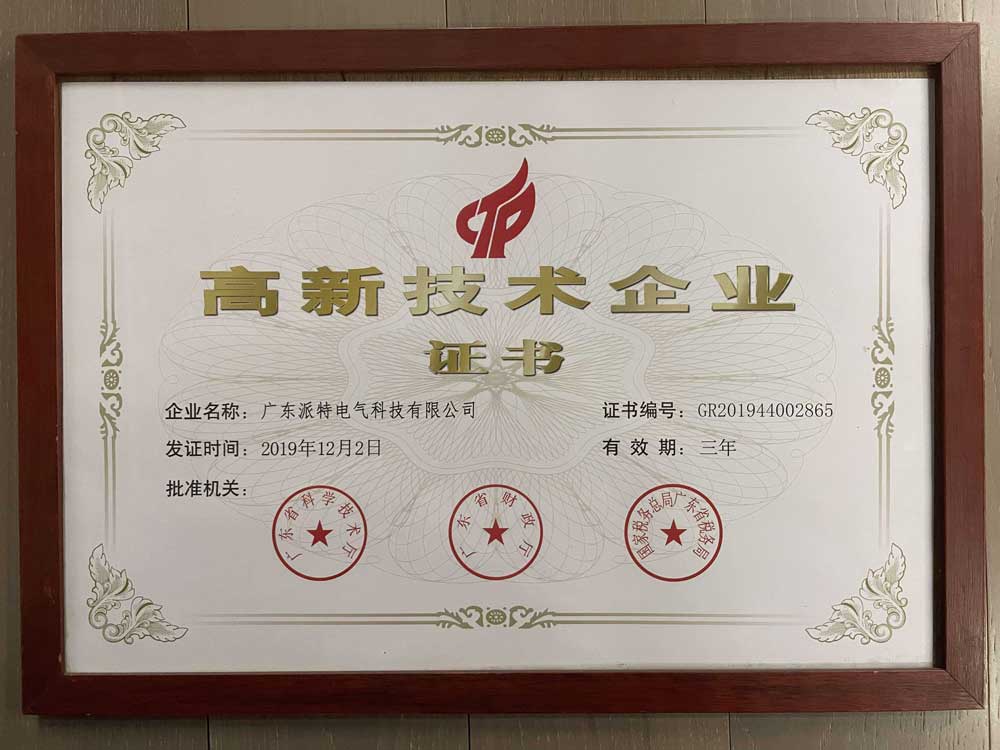 CTP
高新技术企业
证书
企业名称：广东派特电气科技有限公司
证书编号：GR201944002865
发证时间：2019年12月2日
有效期：三年
批准机关：
广东省科学技术厅
广东省财政厅
国家税务总局广东省税务局